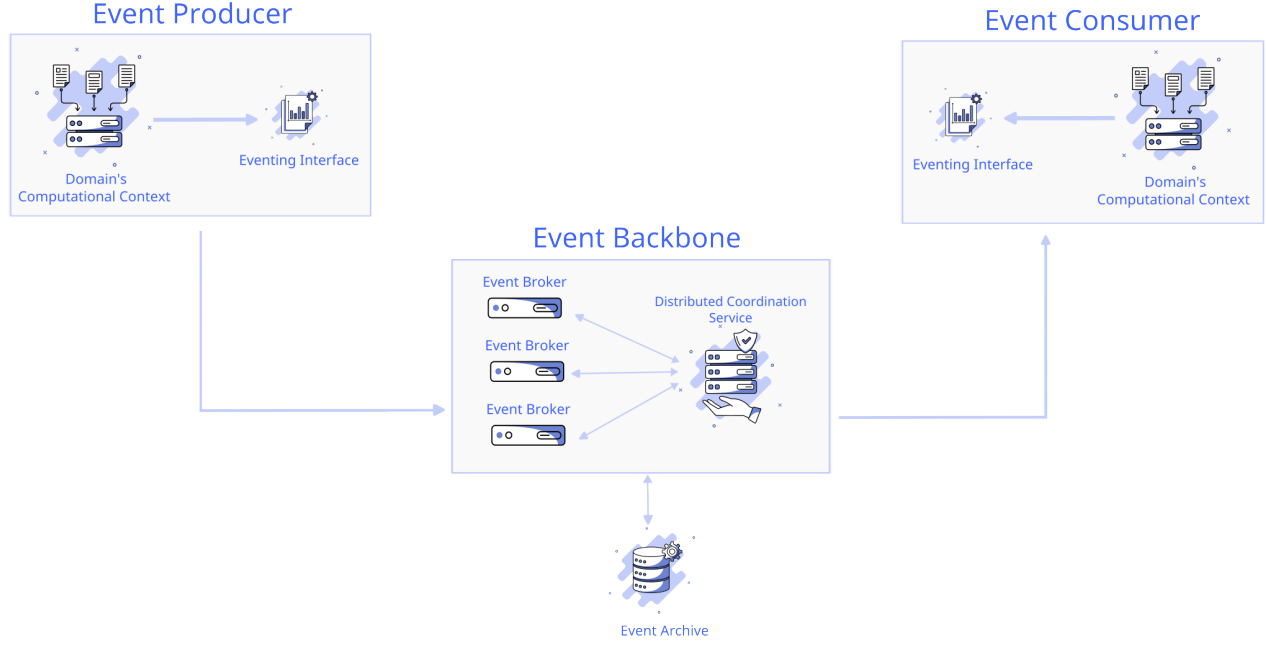 Event Producer
Event Consumer
Eventing Interface
Domain's
Computational Context
Eventing Interface
Domain's
Computational Context
Event Backbone
Event Broker
Distributed Coordination
Service
Event Broker
Event Broker
Event Archive